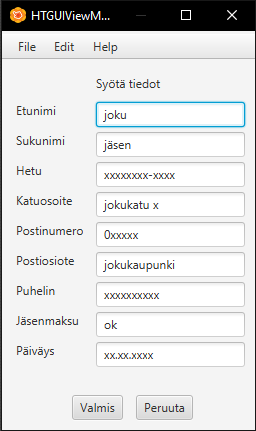 HTGUIViewM...
File Edit Help
Syötä tiedot
Etunimi joku
Sukunimi jäsen
Hetu xxxxxxxx-xxxx
Katuosoite jokukatu x
Postinumero 0xxxxx
Postiosiote jokukaupunki
Puhelin xxxxxxxxxx
Jäsenmaksu ok
Päiväys xx.xx.xxxx
Valmis Peruuta